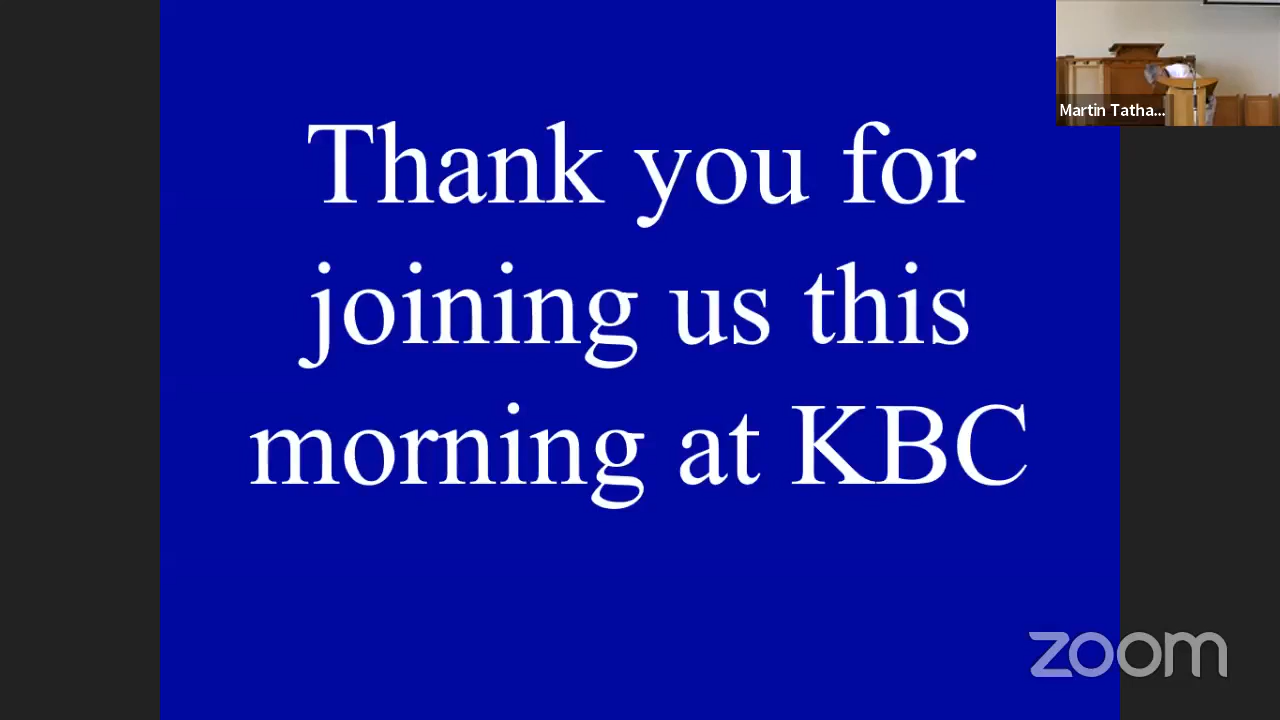 Martin Tatha...
Thank you for
joining us this
morning at KBC
zoom